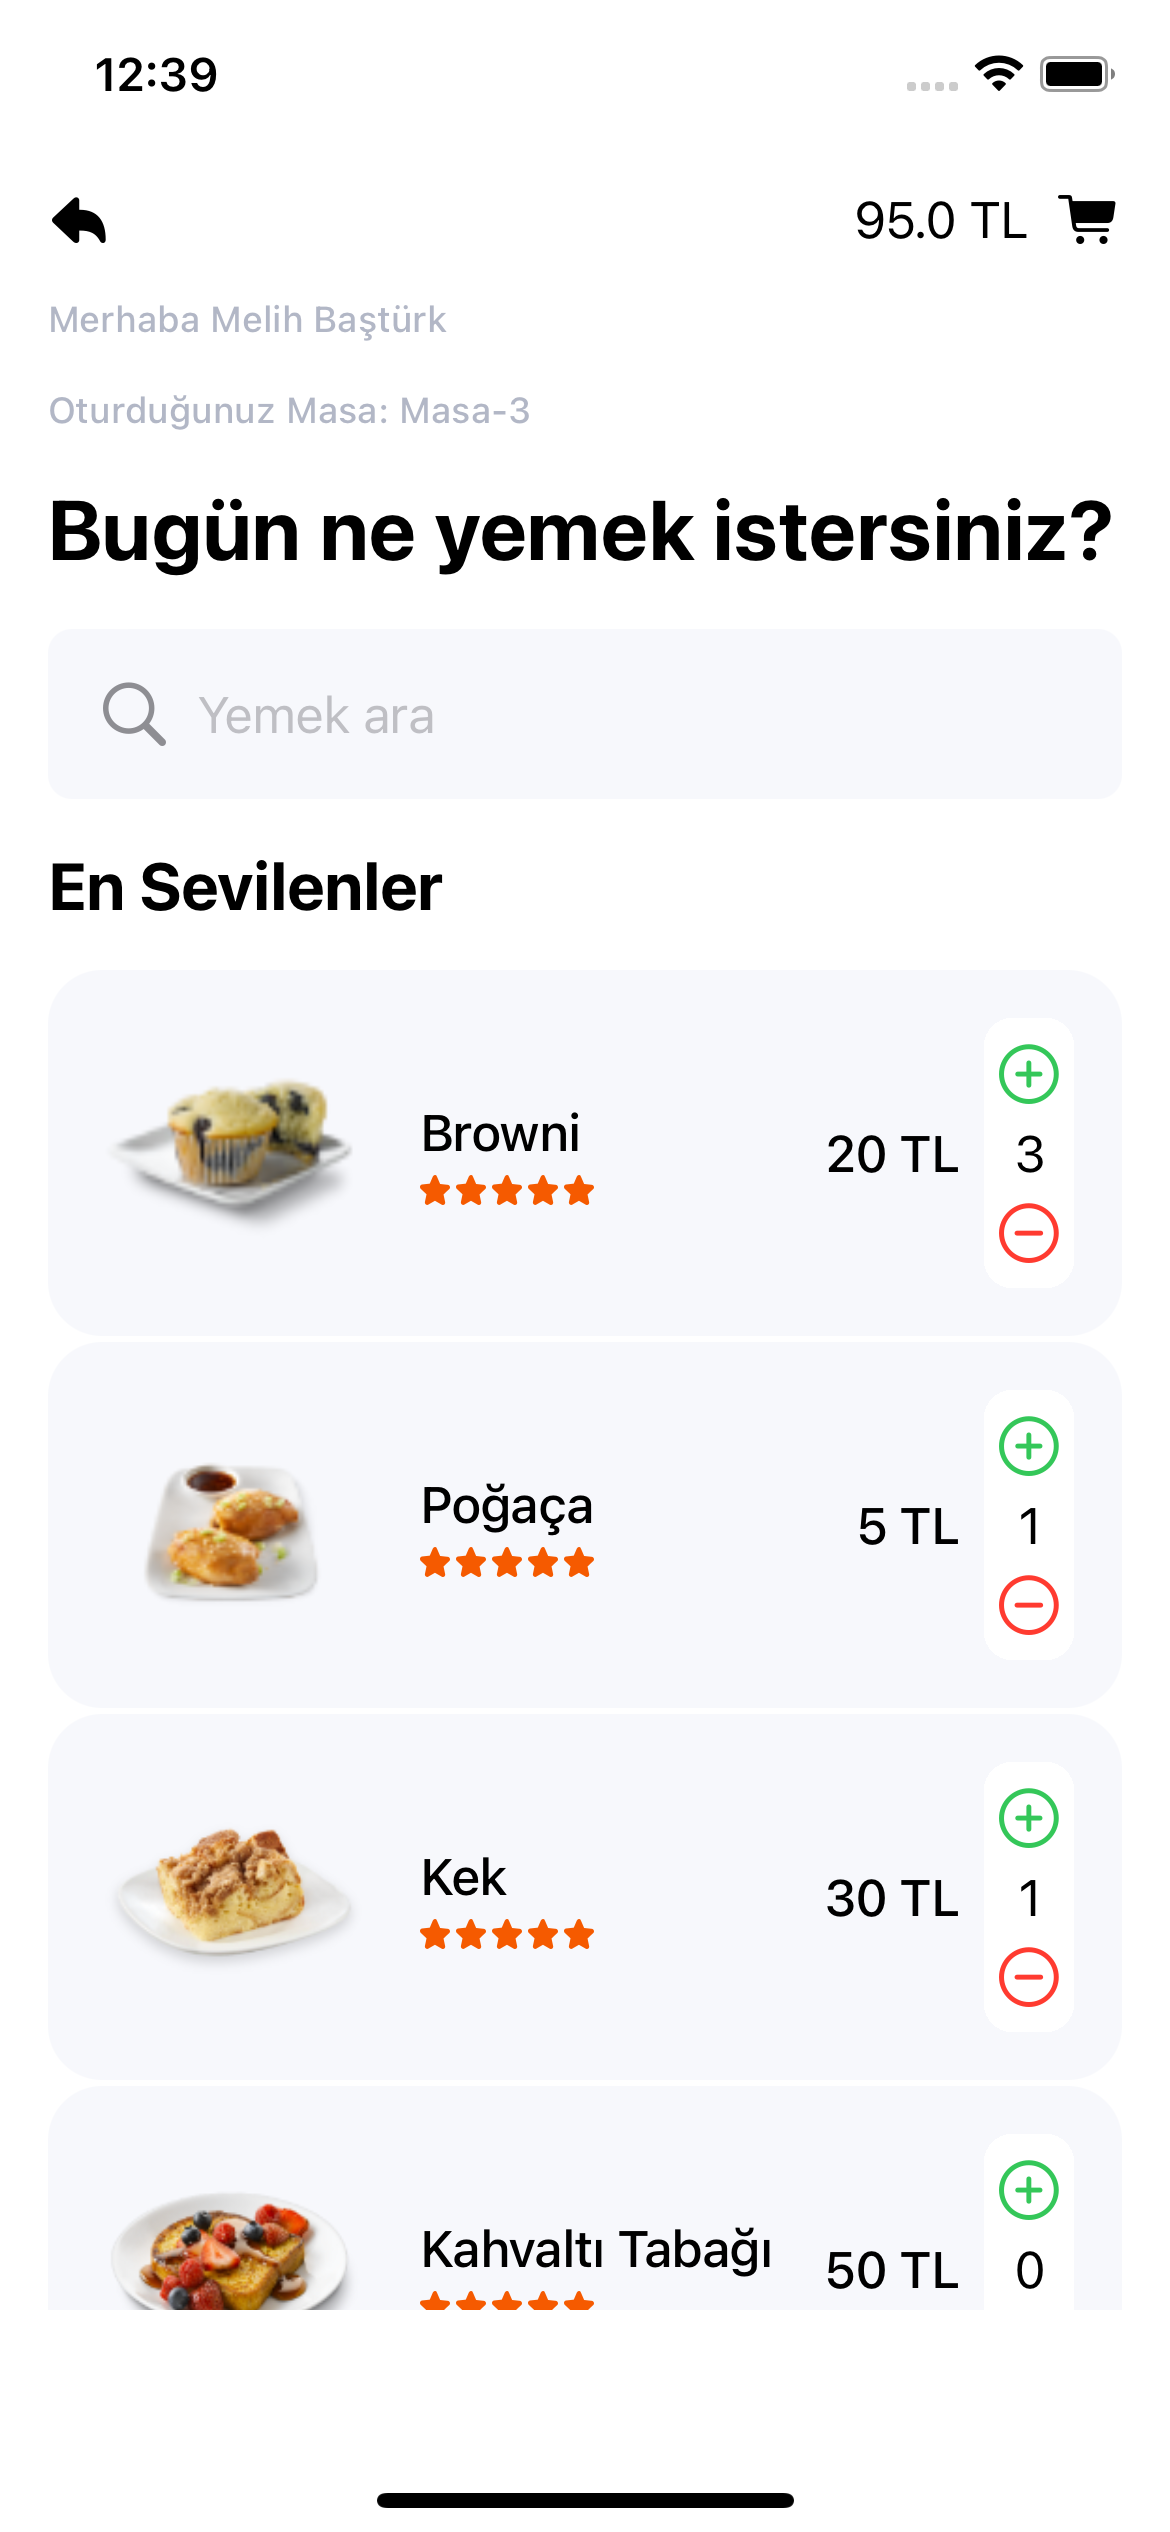 12:39
95.0 TL
Merhaba Melih Baştürk
Oturduğunuz Masa: Masa-3
Bugün ne yemek istersiniz?
Yemek ara
En Sevilenler
Browni
20 TL
3
Poğaça
5 TL
1
Kek
30 TL
1
Kahvaltı Tabağı
50 TL
0